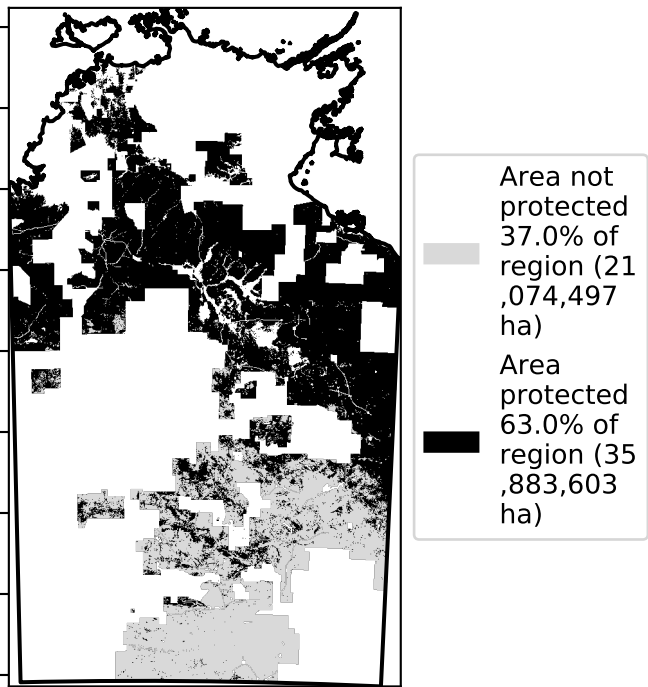 Area not
protected
37.0% of
region (21
,074,497
ha)
Area
protected
63.0% of
region (35
,883,603
ha)